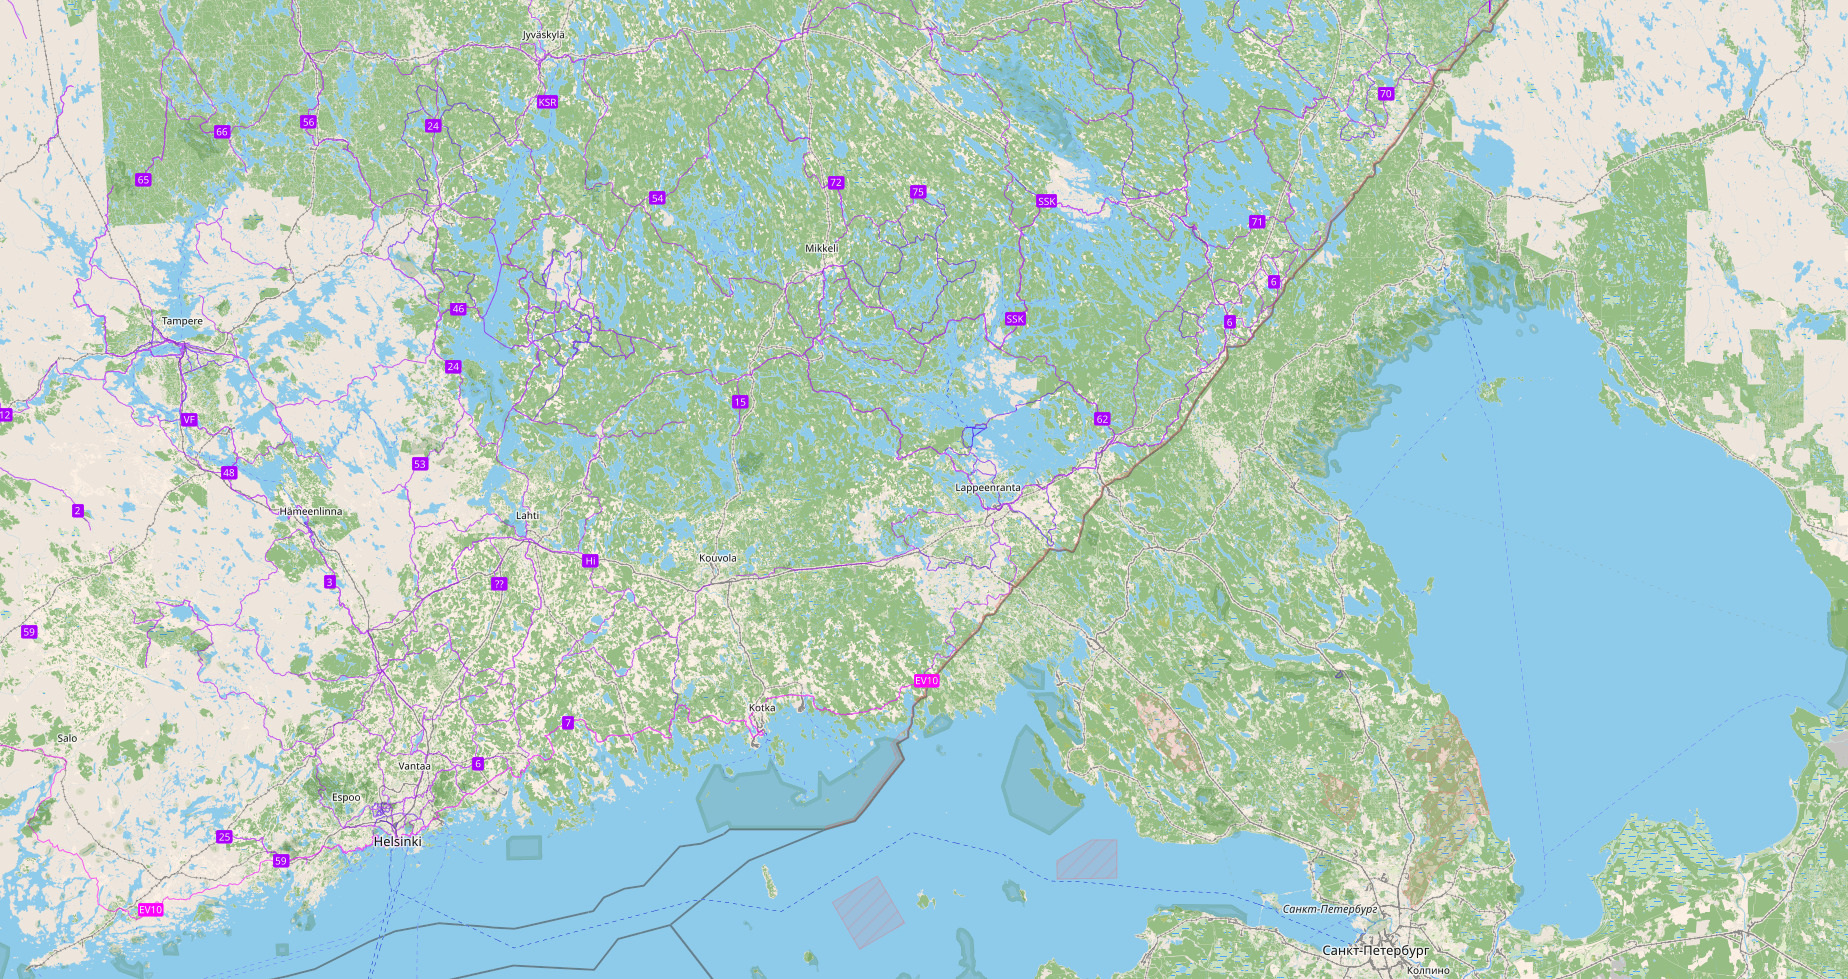 Jyväskylä
70
KSR
56
24
66
65
72
75
54
SSK
71
Mikkeli
6
46
SSK
6
Tampere
24
15
12
VF
62
53
48
Lappeenranta
2
Hämeenlinna
Lahti
Kouvola
Hi
3
??
59
EV10
Kotka
7
Salo
6
Vantaa
Espoo
25
Helsinki
59
EV10
Санкт-Петербург
Санкт-Петербург
Колпино